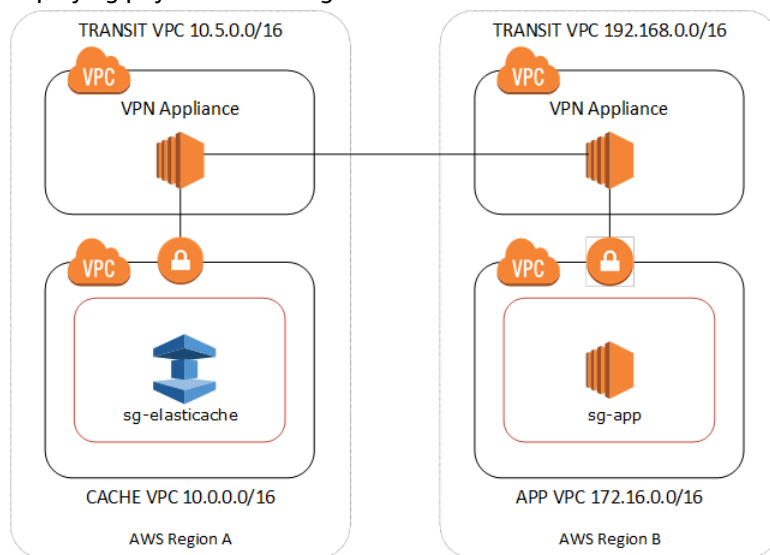 TRANSIT VPC 10.5.0.0/16
TRANSIT VPC 192.168.0.0/16
VPC
VPC
VPN Appliance
VPN Appliance
VPC
VPC
sg-elasticache
sg-app
CACHE VPC 10.0.0.0/16
APP VPC 172.16.0.0/16
AWS Region A
AWS Region B